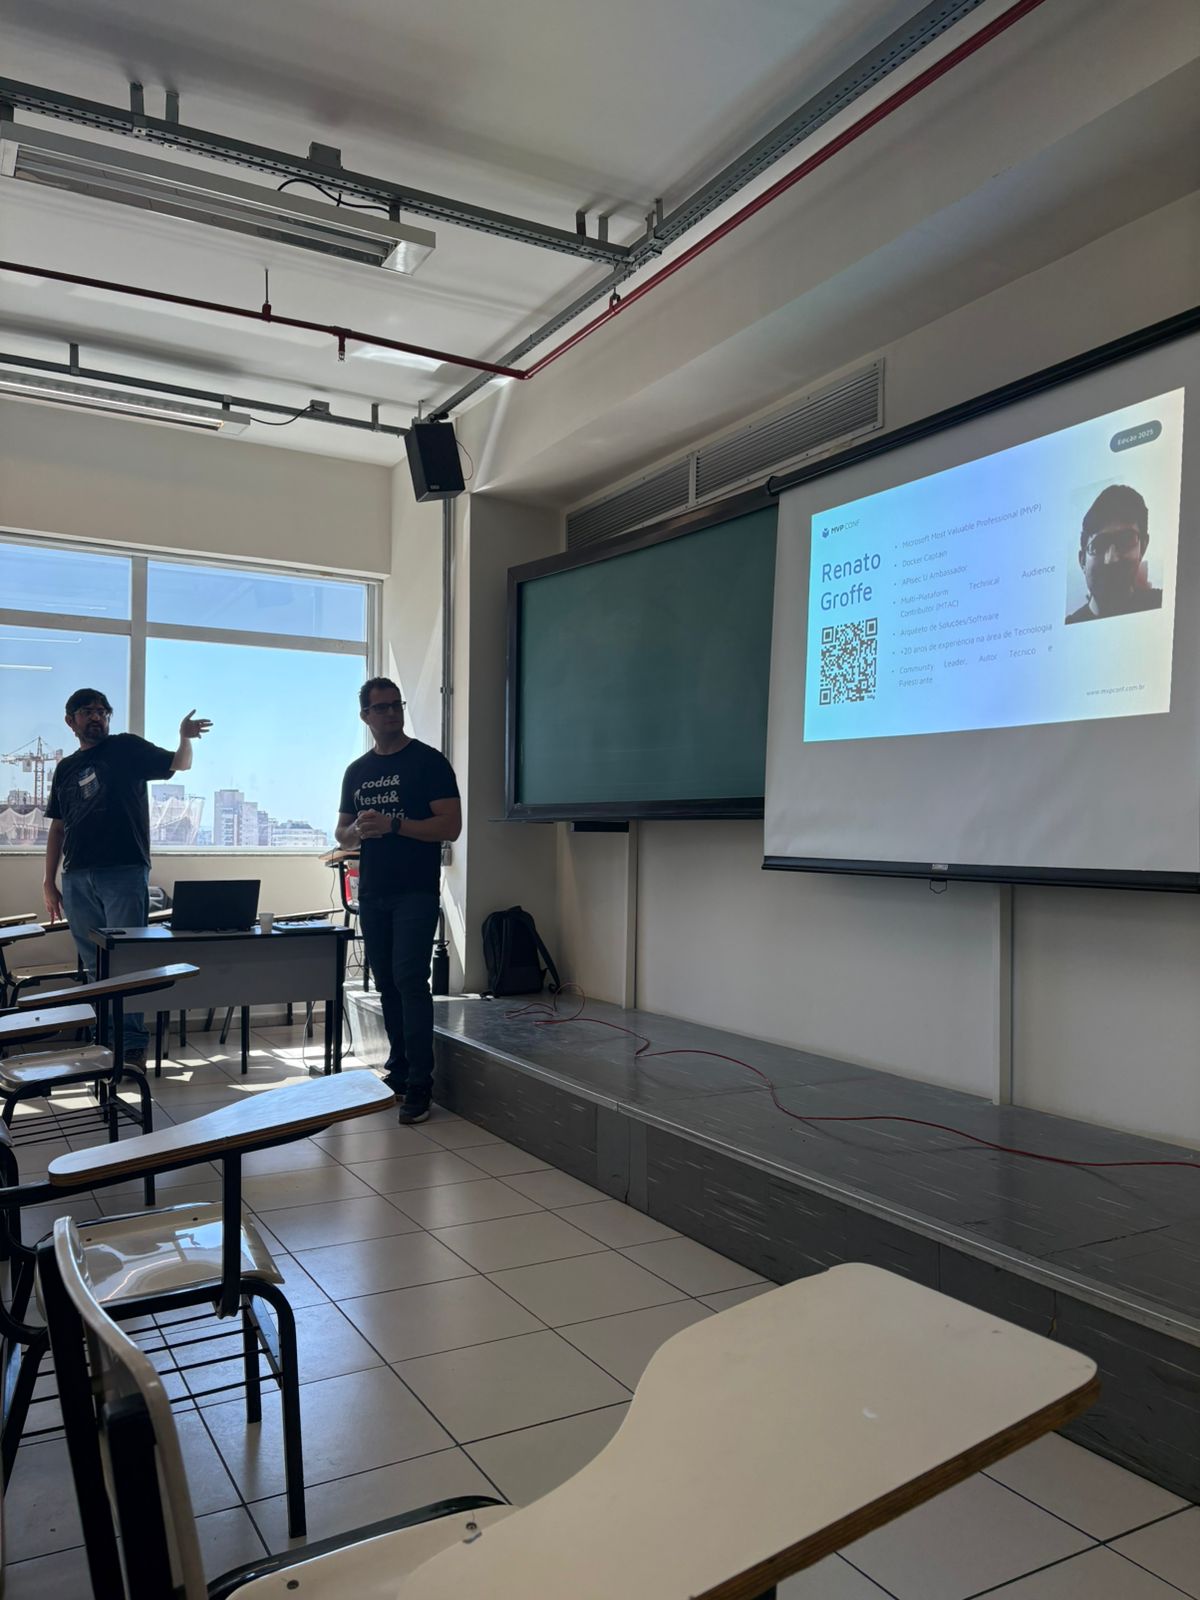 Edição 2025
MVPCONF
Renato
Groffe
• Microsoft Most Valuable Professional (MVP)
• Docker Captain
• APIsec U Ambassador
• Multi-Plataform Technical Audience
Contributor (MTAC)
• Arquiteto de Soluções/Software
• +20 anos de experiência na área de Tecnologia
• Community Leader, Autor Técnico e
Palestrante
www.mvpconf.com.br
codá&
testá&